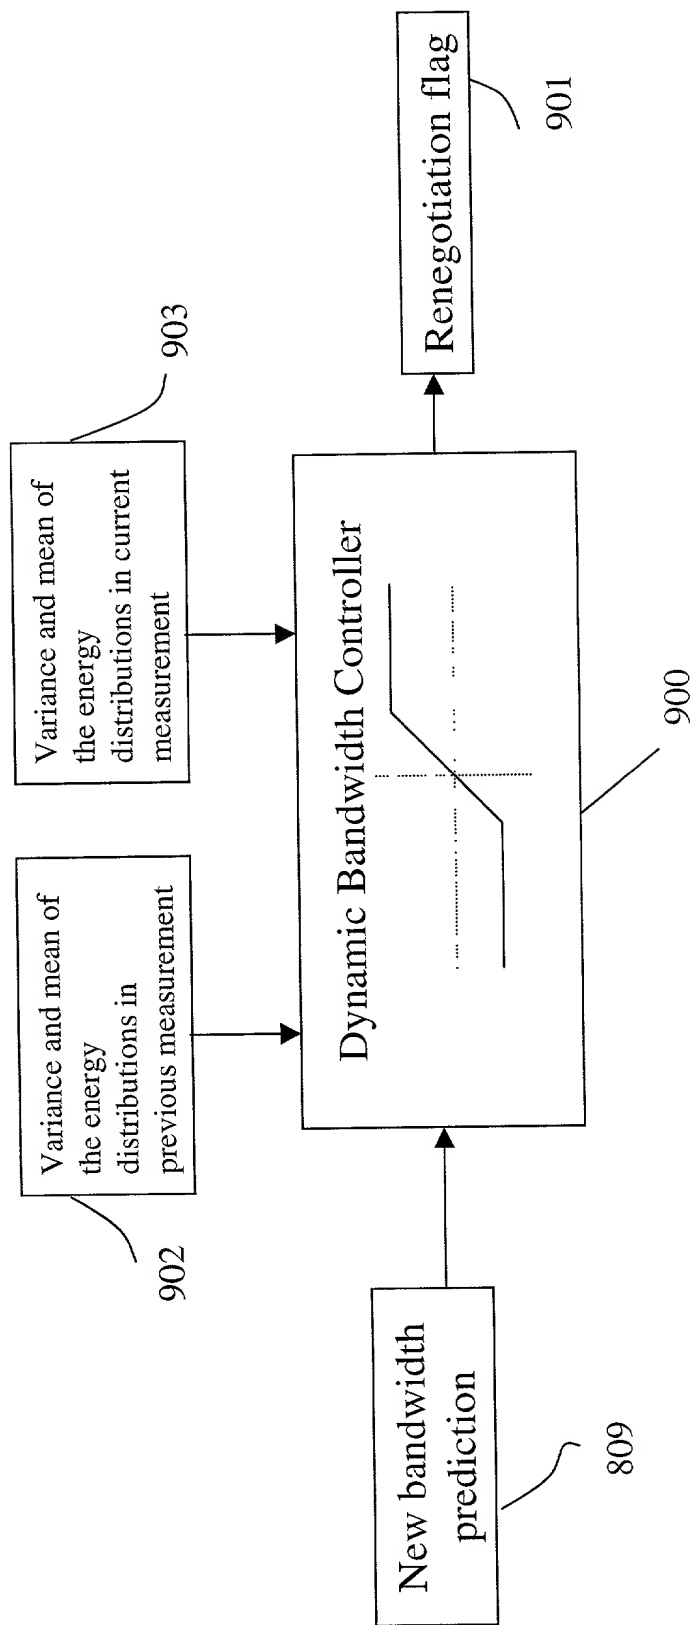 Variance and mean of
the energy
distributions in
previous measurement
902
Variance and mean of
the energy
distributions in current
measurement
903
New bandwidth
prediction
809
Dynamic Bandwidth Controller
900
Renegotiation flag
901